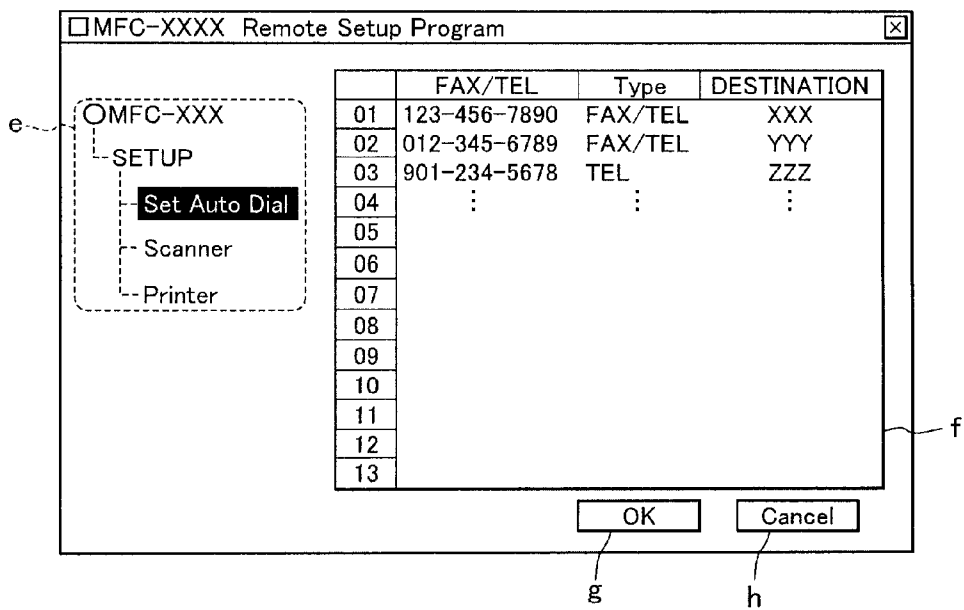 MFC-XXXX Remote Setup Program
e
MFC-XXX
SETUP
Set Auto Dial
Scanner
Printer
FAX/TEL Type DESTINATION
01 123-456-7890 FAX/TEL XXX
02 012-345-6789 FAX/TEL YYY
03 901-234-5678 TEL ZZZ
04 ⋮ ⋮ ⋮
05
06
07
08
09
10
11
12
13
f
OK Cancel
g h